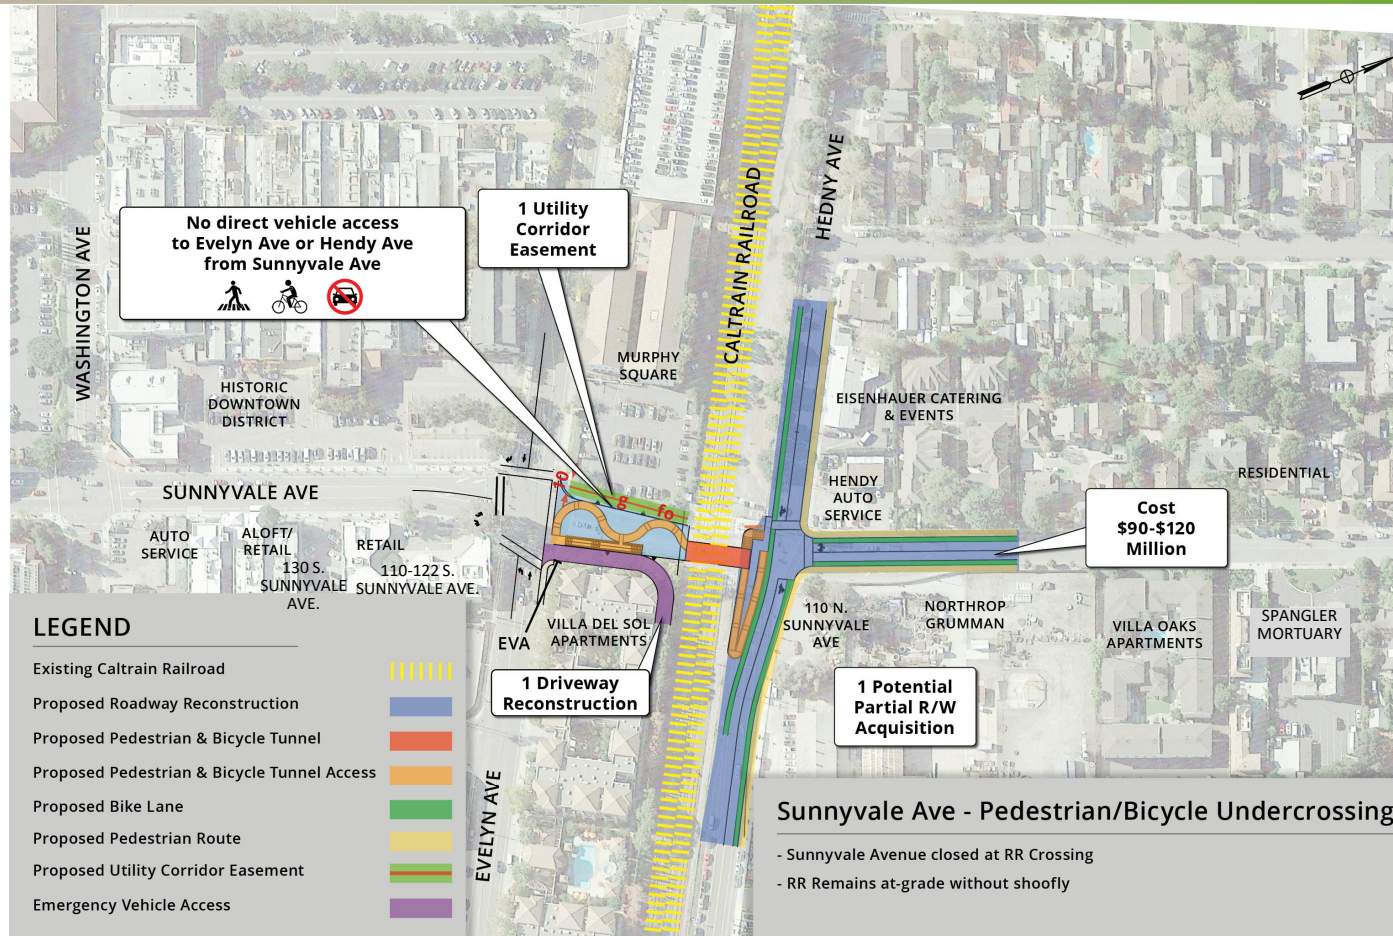 WASHINGTON AVE
No direct vehicle access
to Evelyn Ave or Hendy Ave
from Sunnyvale Ave
1 Utility
Corridor
Easement
CALTRAIN RAILROAD
HEDNY AVE
MURPHY
SQUARE
HISTORIC
DOWNTOWN
DISTRICT
EISENHAUER CATERING
& EVENTS
SUNNYVALE AVE
HENDY
AUTO
SERVICE
RESIDENTIAL
10'
g
fo
Cost
$90-$120
Million
AUTO
SERVICE
ALOFT/
RETAIL
130 S.
SUNNYVALE
AVE.
RETAIL
110-122 S.
SUNNYVALE AVE.
EVA
VILLA DEL SOL
APARTMENTS
110 N.
SUNNYVALE
AVE
NORTHROP
GRUMMAN
VILLA OAKS
APARTMENTS
SPANGLER
MORTUARY
1 Driveway
Reconstruction
1 Potential
Partial R/W
Acquisition
EVELYN AVE
LEGEND
Existing Caltrain Railroad
Proposed Roadway Reconstruction
Proposed Pedestrian & Bicycle Tunnel
Proposed Pedestrian & Bicycle Tunnel Access
Proposed Bike Lane
Proposed Pedestrian Route
Proposed Utility Corridor Easement
Emergency Vehicle Access
Sunnyvale Ave - Pedestrian/Bicycle Undercrossing
- Sunnyvale Avenue closed at RR Crossing
- RR Remains at-grade without shoofly